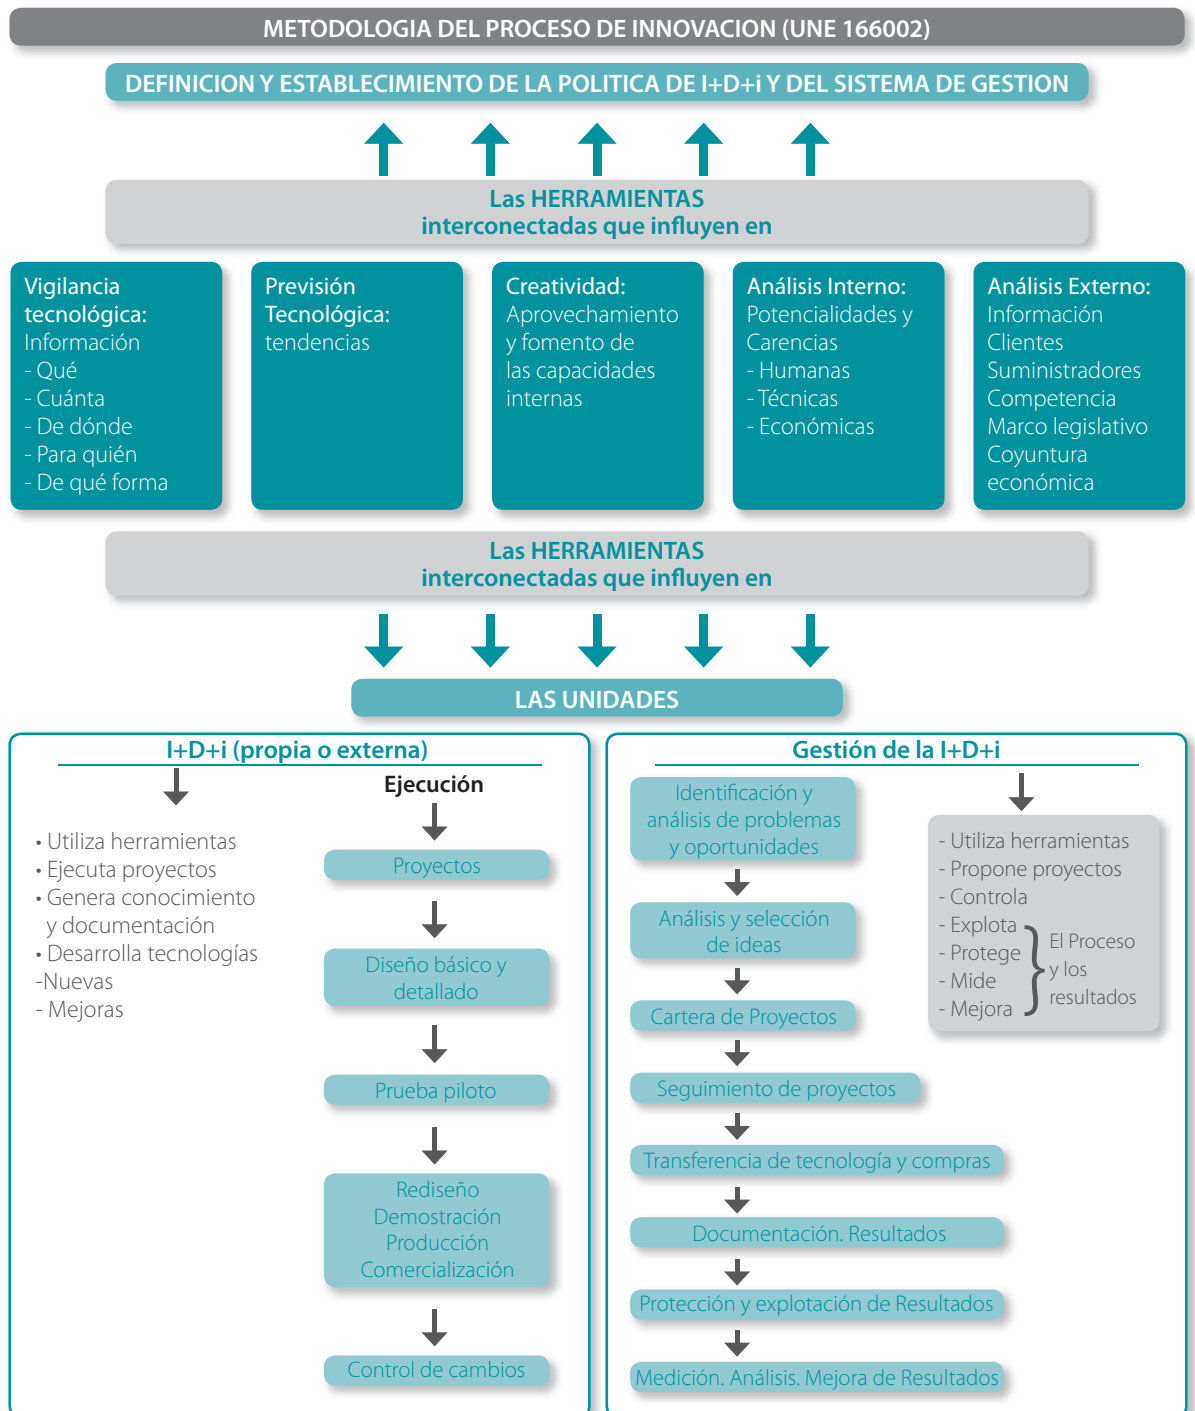 METODOLOGIA DEL PROCESO DE INNOVACION (UNE 166002)
DEFINICION Y ESTABLECIMIENTO DE LA POLITICA DE I+D+i Y DEL SISTEMA DE GESTION
Las HERRAMIENTAS
interconectadas que influyen en
Vigilancia
tecnológica:
Información
- Qué
- Cuánta
- De dónde
- Para quién
- De qué forma
Previsión
Tecnológica:
tendencias
Creatividad:
Aprovechamiento
y fomento de
las capacidades
internas
Análisis Interno:
Potencialidades y
Carencias
- Humanas
- Técnicas
- Económicas
Análisis Externo:
Información
Clientes
Suministradores
Competencia
Marco legislativo
Coyuntura
económica
Las HERRAMIENTAS
interconectadas que influyen en
LAS UNIDADES
I+D+i (propia o externa)
• Utiliza herramientas
• Ejecuta proyectos
• Genera conocimiento
y documentación
• Desarrolla tecnologías
-Nuevas
- Mejoras
Ejecución
Proyectos
Diseño básico y
detallado
Prueba piloto
Rediseño
Demostración
Producción
Comercialización
Control de cambios
Gestión de la I+D+i
Identificación y
análisis de problemas
y oportunidades
Análisis y selección
de ideas
Cartera de Proyectos
Seguimiento de proyectos
Transferencia de tecnología y compras
Documentación. Resultados
Protección y explotación de Resultados
Medición. Análisis. Mejora de Resultados
- Utiliza herramientas
- Propone proyectos
- Controla
- Explota
- Protege
- Mide
- Mejora
El Proceso
y los
resultados